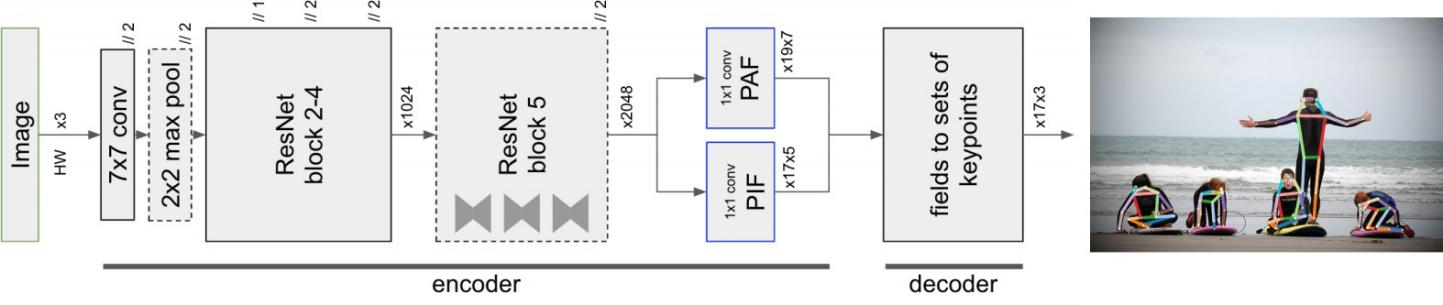 Image
HW
x3
7x7 conv
// 2
2x2 max pool
// 2
ResNet
block 2-4
// 1
// 2
// 2
x1024
ResNet
block 5
// 2
x2048
1x1 conv
PAF
x19x7
1x1 conv
PIF
x17x5
fields to sets of
keypoints
x17x3
encoder
decoder